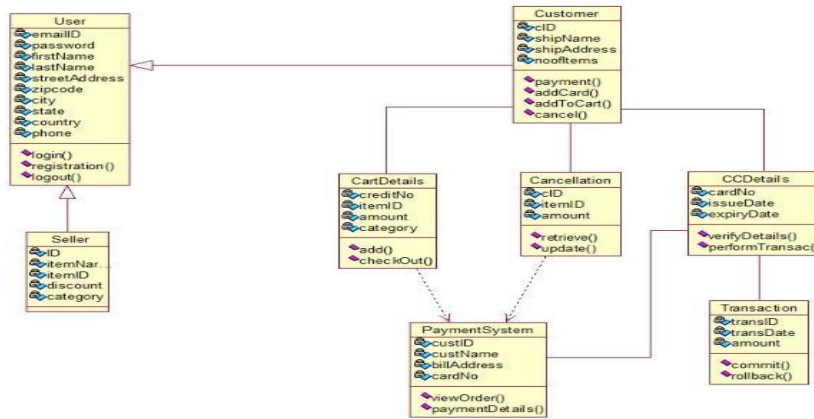 User
emailID
password
firstName
lastName
streetAddress
zipcode
city
state
country
phone
login()
registration()
logout()
Seller
ID
itemNar...
itemID
discount
category
Customer
cID
shipName
shipAddress
noofItems
payment()
addCard()
addToCart()
cancel()
CartDetails
creditNo
itemID
amount
category
add()
checkOut()
Cancellation
cID
itemID
amount
retrieve()
update()
CCDetails
cardNo
issueDate
expiryDate
verifyDetails()
performTransac(
PaymentSystem
custID
custName
billAddress
cardNo
viewOrder()
paymentDetails()
Transaction
transID
transDate
amount
commit()
rollback()